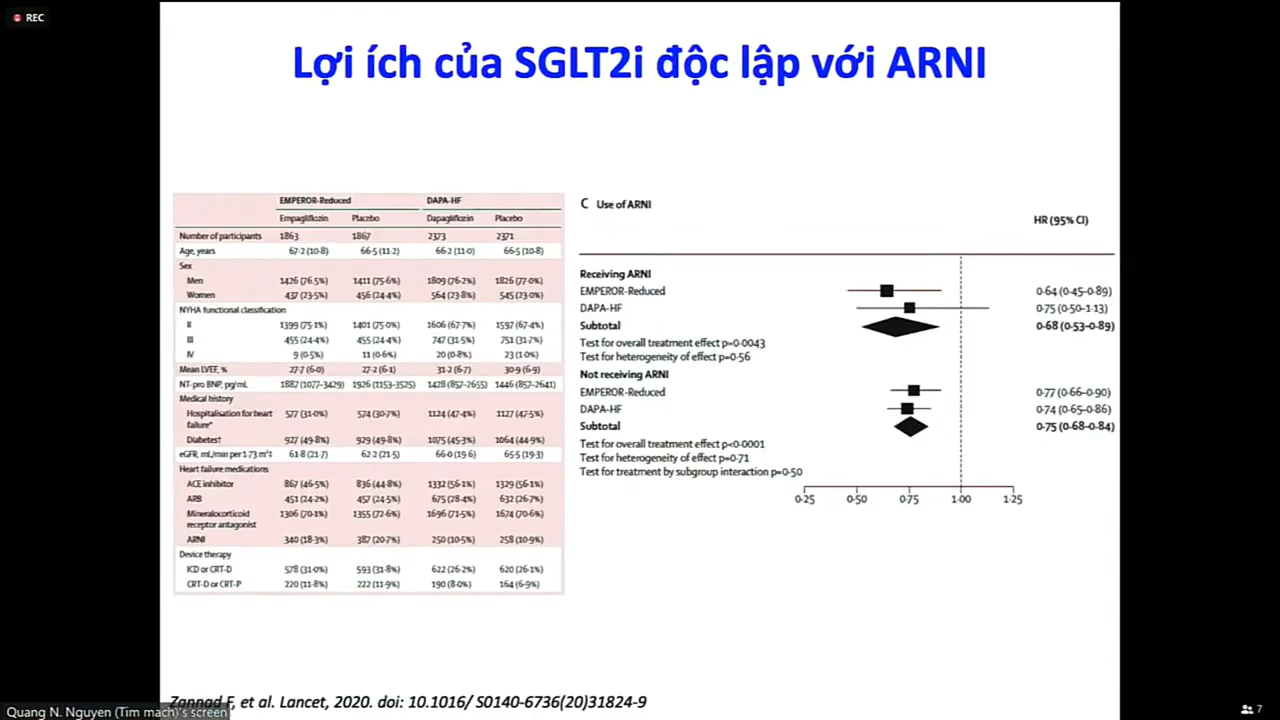 REC
Lợi ích của SGLT2i độc lập với ARNI
EMPEROR-Reduced DAPA-HF
Empagliflozin Placebo Dapagliflozin Placebo
Number of participants 1863 1867 2373 2371
Age, years 67·2 (10·8) 66·5 (11·2) 66·2 (11·0) 66·5 (10·8)
Sex
Men 1426 (76·5%) 1411 (75·6%) 1809 (76·2%) 1826 (77·0%)
Women 437 (23·5%) 456 (24·4%) 564 (23·8%) 545 (23·0%)
NYHA functional classification
II 1399 (75·1%) 1401 (75·0%) 1606 (67·7%) 1597 (67·4%)
III 455 (24·4%) 455 (24·4%) 747 (31·5%) 751 (31·7%)
IV 9 (0·5%) 11 (0·6%) 20 (0·8%) 23 (1·0%)
Mean LVEF, % 27·7 (6·0) 27·2 (6·1) 31·2 (6·7) 30·9 (6·9)
NT-pro BNP, pg/mL 1887 (1077–3429) 1926 (1153–3525) 1428 (857–2655) 1446 (857–2641)
Medical history
Hospitalisation for heart 577 (31·0%) 574 (30·7%) 1124 (47·4%) 1127 (47·5%)
failure*
Diabetes† 927 (49·8%) 929 (49·8%) 1075 (45·3%) 1064 (44·9%)
eGFR, mL/min per 1·73 m²‡ 61·8 (21·7) 62·2 (21·5) 66·0 (19·6) 65·5 (19·3)
Heart failure medications
ACE inhibitor 867 (46·5%) 836 (44·8%) 1332 (56·1%) 1329 (56·1%)
ARB 451 (24·2%) 457 (24·5%) 675 (28·4%) 632 (26·7%)
Mineralocorticoid 1306 (70·1%) 1355 (72·6%) 1696 (71·5%) 1674 (70·6%)
receptor antagonist
ARNI 340 (18·3%) 387 (20·7%) 250 (10·5%) 258 (10·9%)
Device therapy
ICD or CRT-D 578 (31·0%) 593 (31·8%) 622 (26·2%) 620 (26·1%)
CRT-D or CRT-P 220 (11·8%) 222 (11·9%) 190 (8·0%) 164 (6·9%)
C Use of ARNI
HR (95% CI)
Receiving ARNI
EMPEROR-Reduced 0·64 (0·45–0·89)
DAPA-HF 0·75 (0·50–1·13)
Subtotal 0·68 (0·53–0·89)
Test for overall treatment effect p=0·0043
Test for heterogeneity of effect p=0·56
Not receiving ARNI
EMPEROR-Reduced 0·77 (0·66–0·90)
DAPA-HF 0·74 (0·65–0·86)
Subtotal 0·75 (0·68–0·84)
Test for overall treatment effect p<0·0001
Test for heterogeneity of effect p=0·71
Test for treatment by subgroup interaction p=0·50
0·25 0·50 0·75 1·00 1·25
Zannad F, et al. Lancet, 2020. doi: 10.1016/ S0140-6736(20)31824-9
Quang N. Nguyen (Tim mach)'s screen
7